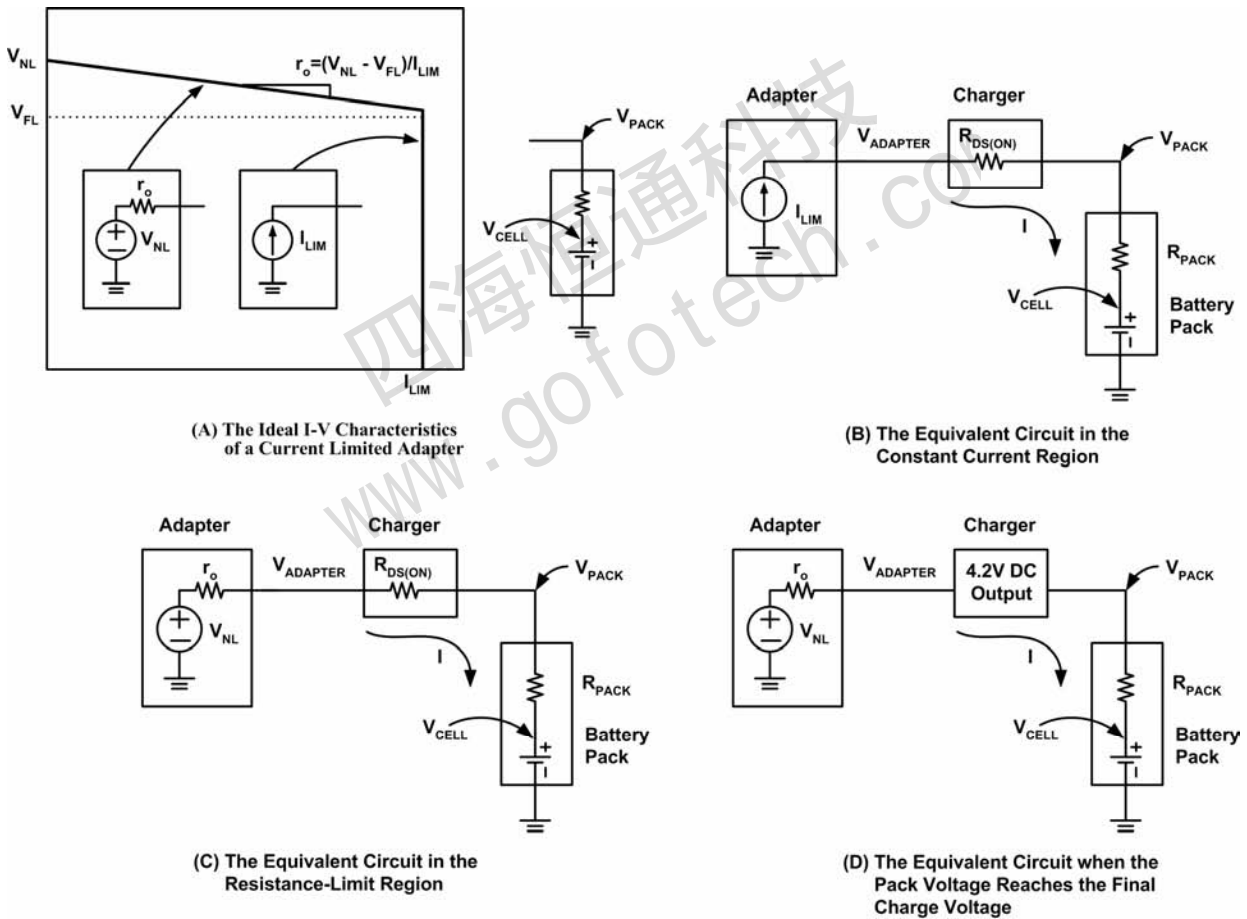 V_NL
r_o=(V_NL - V_FL)/I_LIM
V_FL
r_o
V_NL
I_LIM
I_LIM
(A) The Ideal I-V Characteristics
of a Current Limited Adapter
V_PACK
V_CELL
+
Adapter
Charger
V_ADAPTER
R_DS(ON)
V_PACK
I_LIM
I
R_PACK
V_CELL
+
Battery
Pack
(B) The Equivalent Circuit in the
Constant Current Region
四海恒通科技
www.gofotech.com
Adapter
Charger
r_o
V_ADAPTER
R_DS(ON)
V_PACK
V_NL
I
R_PACK
V_CELL
+
Battery
Pack
(C) The Equivalent Circuit in the
Resistance-Limit Region
Adapter
Charger
r_o
V_ADAPTER
4.2V DC
Output
V_PACK
V_NL
I
R_PACK
V_CELL
+
Battery
Pack
(D) The Equivalent Circuit when the
Pack Voltage Reaches the Final
Charge Voltage